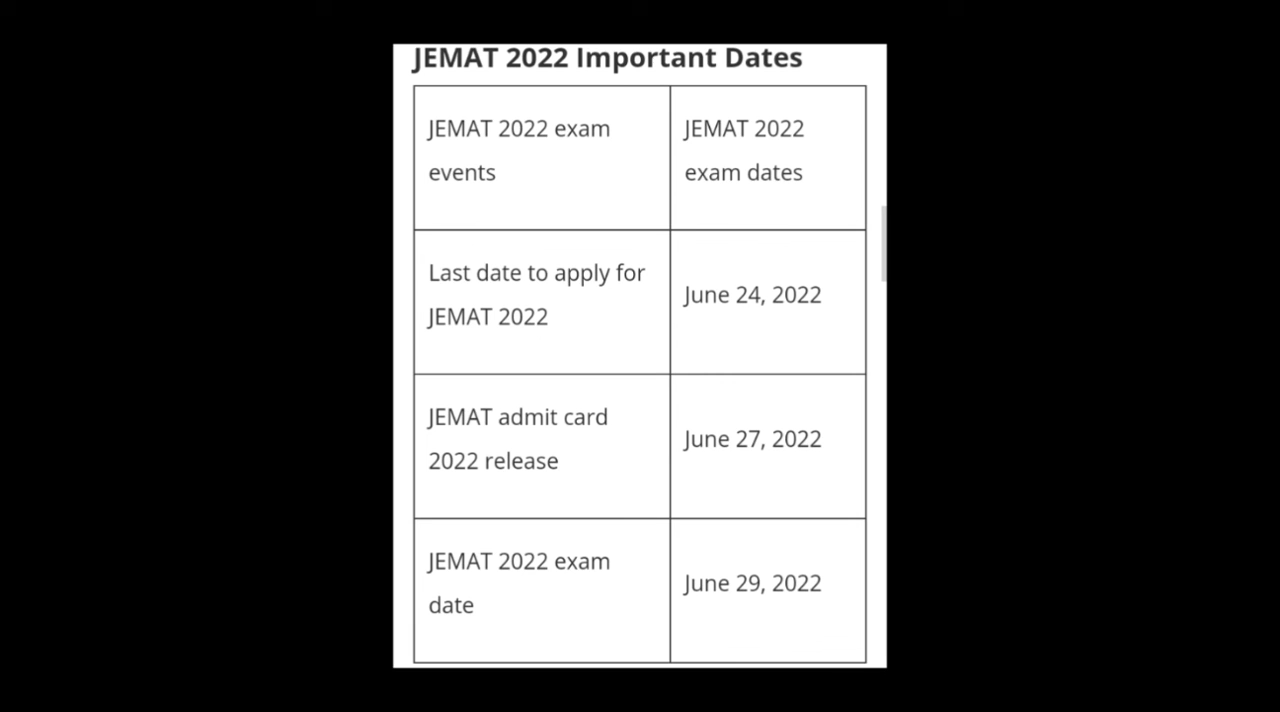 JEMAT 2022 Important Dates
JEMAT 2022 exam
events
JEMAT 2022
exam dates
Last date to apply for
JEMAT 2022
June 24, 2022
JEMAT admit card
2022 release
June 27, 2022
JEMAT 2022 exam
date
June 29, 2022